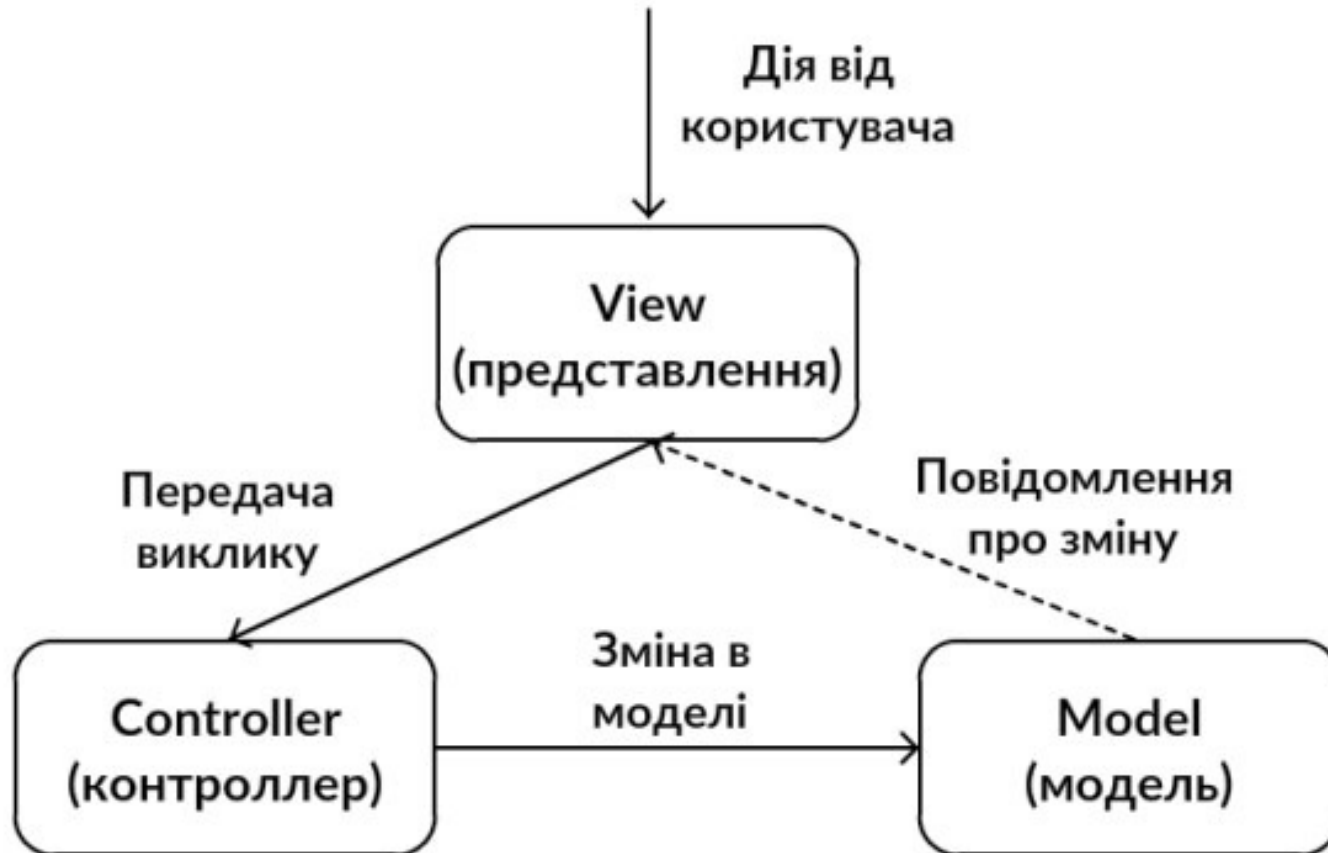 Дія від
користувача
View
(представлення)
Передача
виклику
Повідомлення
про зміну
Зміна в
моделі
Controller
(контроллер)
Model
(модель)